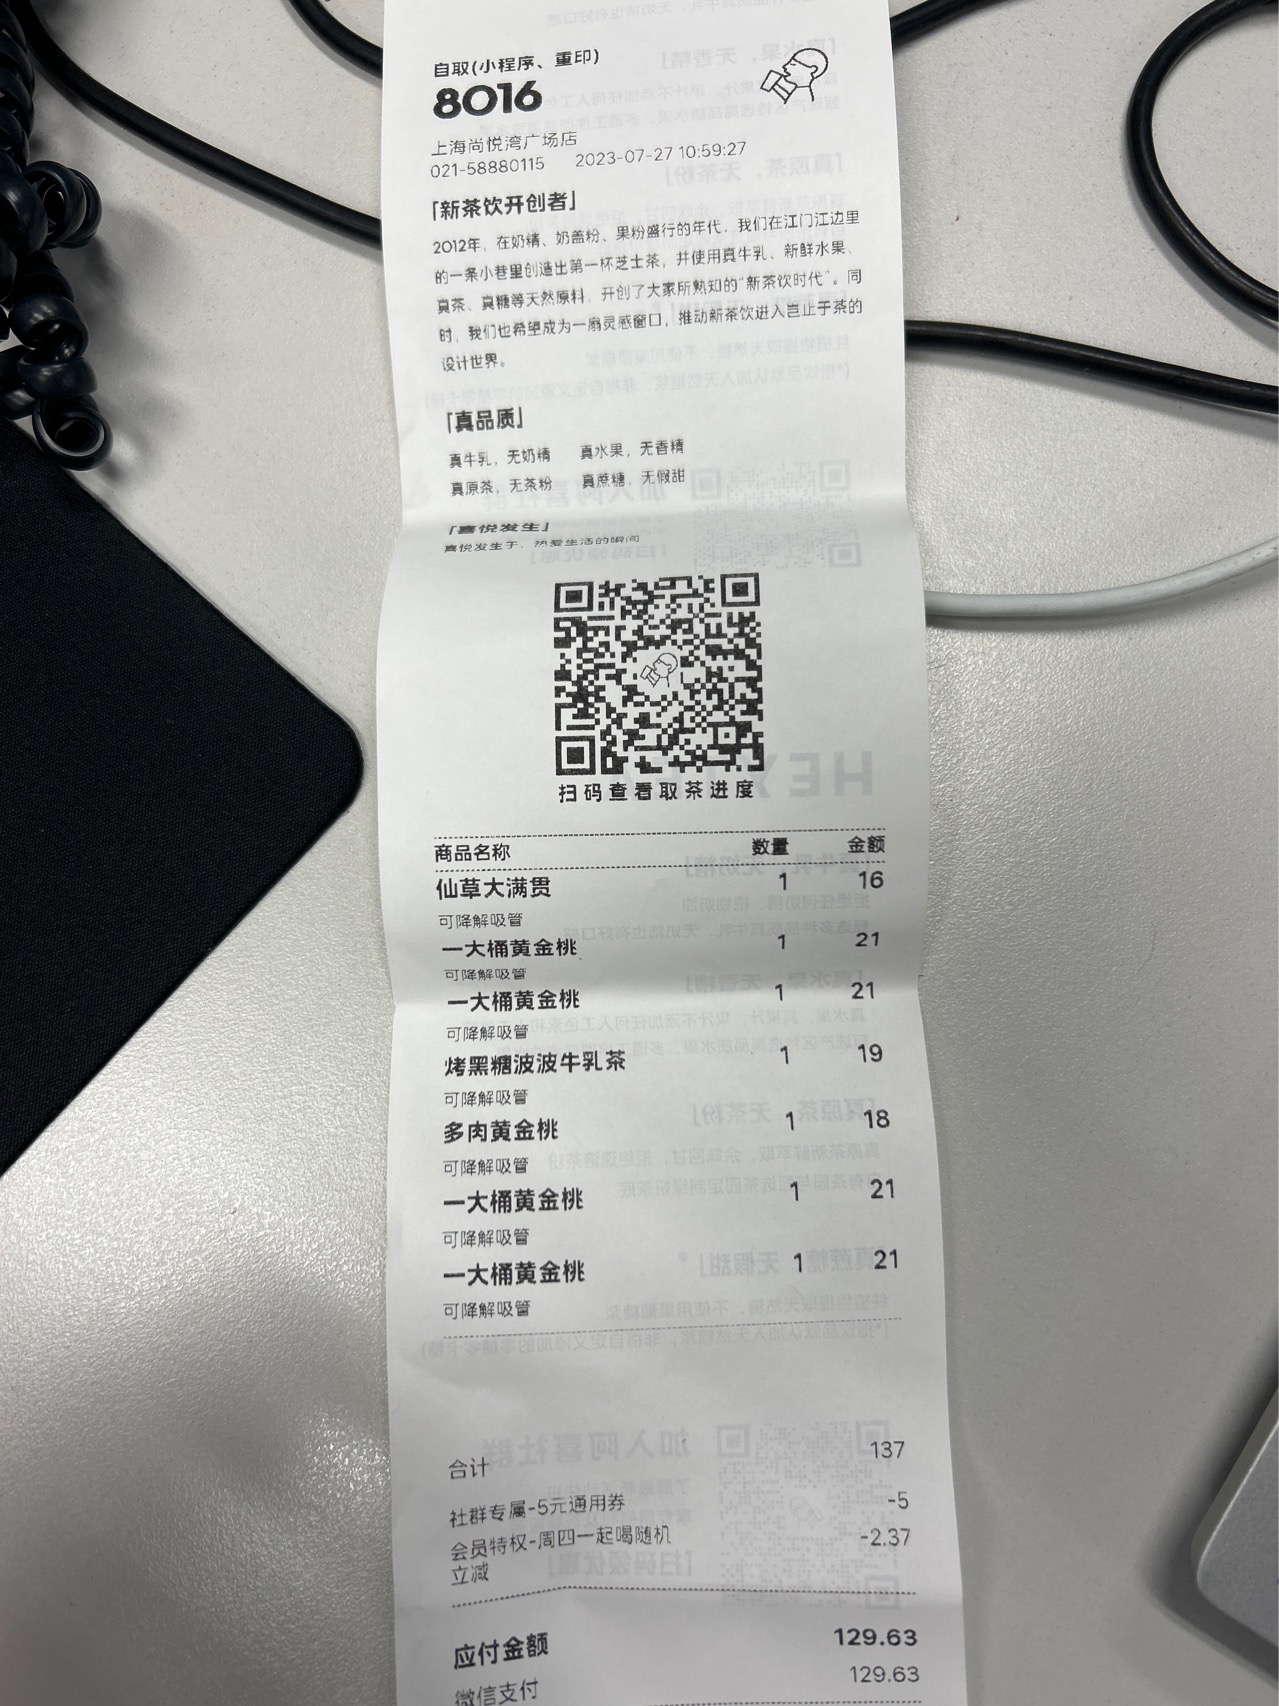 自取(小程序、重印)
8016
上海尚悦湾广场店
021-58880115 2023-07-27 10:59:27
「新茶饮开创者」
2012年，在奶精、奶盖粉、果粉盛行的年代，我们在江门江边里
的一条小巷里创造出第一杯芝士茶，并使用真牛乳、新鲜水果、
真茶、真糖等天然原料，开创了大家所熟知的“新茶饮时代”。同
时，我们也希望成为一扇灵感窗口，推动新茶饮进入岂止于茶的
设计世界。
「真品质」
真牛乳，无奶精 真水果，无香精
真原茶，无茶粉 真蔗糖，无假甜
「喜悦发生」
喜悦发生于，热爱生活的瞬间
扫码查看取茶进度
商品名称 数量 金额
仙草大满贯 1 16
可降解吸管
一大桶黄金桃 1 21
可降解吸管
一大桶黄金桃 1 21
可降解吸管
烤黑糖波波牛乳茶 1 19
可降解吸管
多肉黄金桃 1 18
可降解吸管
一大桶黄金桃 1 21
可降解吸管
一大桶黄金桃 1 21
可降解吸管
合计 137
社群专属-5元通用券 -5
会员特权-周四一起喝随机 -2.37
立减
应付金额 129.63
微信支付 129.63